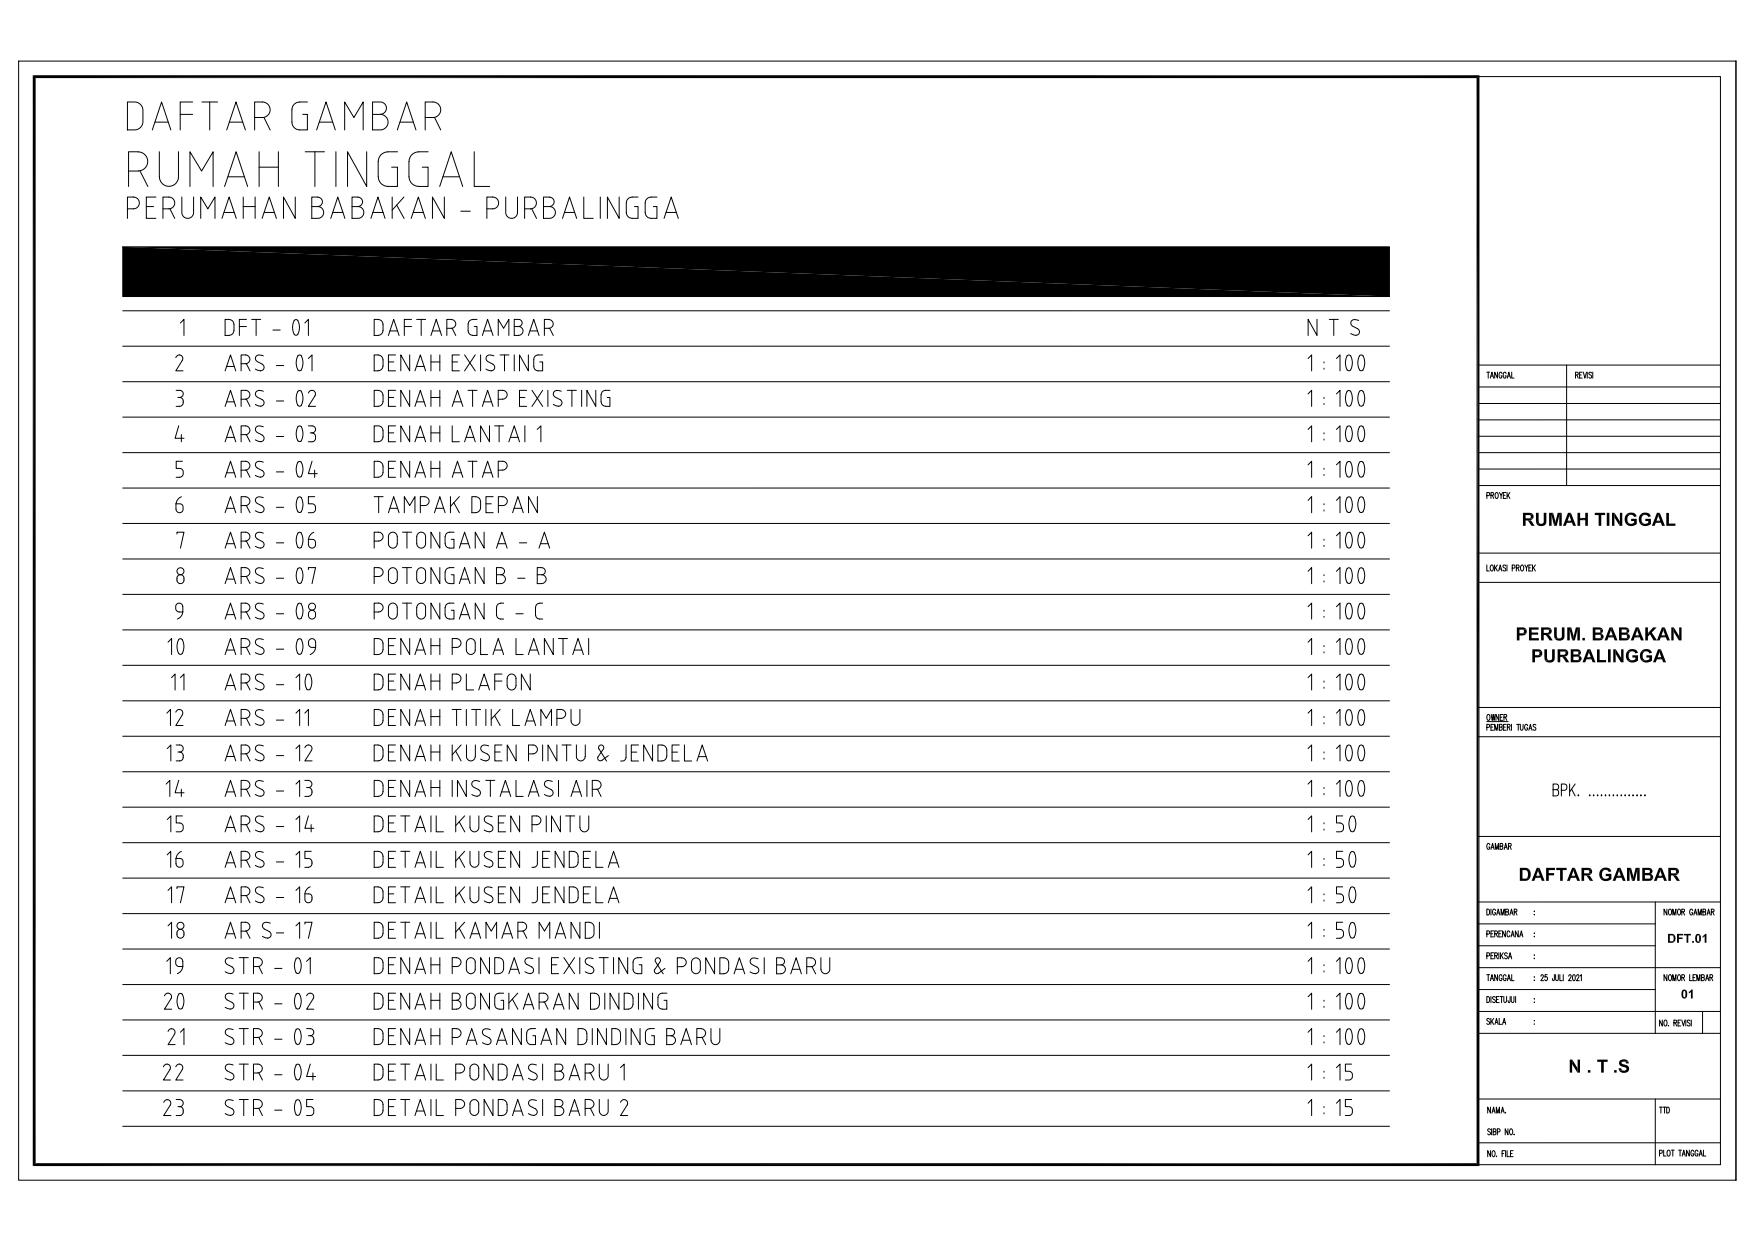 DAFTAR GAMBAR
RUMAH TINGGAL
PERUMAHAN BABAKAN - PURBALINGGA
1 DFT - 01 DAFTAR GAMBAR N T S
2 ARS - 01 DENAH EXISTING 1 : 100
3 ARS - 02 DENAH ATAP EXISTING 1 : 100
4 ARS - 03 DENAH LANTAI 1 1 : 100
5 ARS - 04 DENAH ATAP 1 : 100
6 ARS - 05 TAMPAK DEPAN 1 : 100
7 ARS - 06 POTONGAN A - A 1 : 100
8 ARS - 07 POTONGAN B - B 1 : 100
9 ARS - 08 POTONGAN C - C 1 : 100
10 ARS - 09 DENAH POLA LANTAI 1 : 100
11 ARS - 10 DENAH PLAFON 1 : 100
12 ARS - 11 DENAH TITIK LAMPU 1 : 100
13 ARS - 12 DENAH KUSEN PINTU & JENDELA 1 : 100
14 ARS - 13 DENAH INSTALASI AIR 1 : 100
15 ARS - 14 DETAIL KUSEN PINTU 1 : 50
16 ARS - 15 DETAIL KUSEN JENDELA 1 : 50
17 ARS - 16 DETAIL KUSEN JENDELA 1 : 50
18 AR S- 17 DETAIL KAMAR MANDI 1 : 50
19 STR - 01 DENAH PONDASI EXISTING & PONDASI BARU 1 : 100
20 STR - 02 DENAH BONGKARAN DINDING 1 : 100
21 STR - 03 DENAH PASANGAN DINDING BARU 1 : 100
22 STR - 04 DETAIL PONDASI BARU 1 1 : 15
23 STR - 05 DETAIL PONDASI BARU 2 1 : 15
TANGGAL REVISI
PROYEK
RUMAH TINGGAL
LOKASI PROYEK
PERUM. BABAKAN
PURBALINGGA
OWNER
PEMBERI TUGAS
BPK. ...............
GAMBAR
DAFTAR GAMBAR
DIGAMBAR : NOMOR GAMBAR
PERENCANA : DFT.01
PERIKSA :
TANGGAL : 25 JULI 2021 NOMOR LEMBAR
DISETUJUI : 01
SKALA : NO. REVISI
N . T .S
NAMA. TTD
SIBP NO.
NO. FILE PLOT TANGGAL